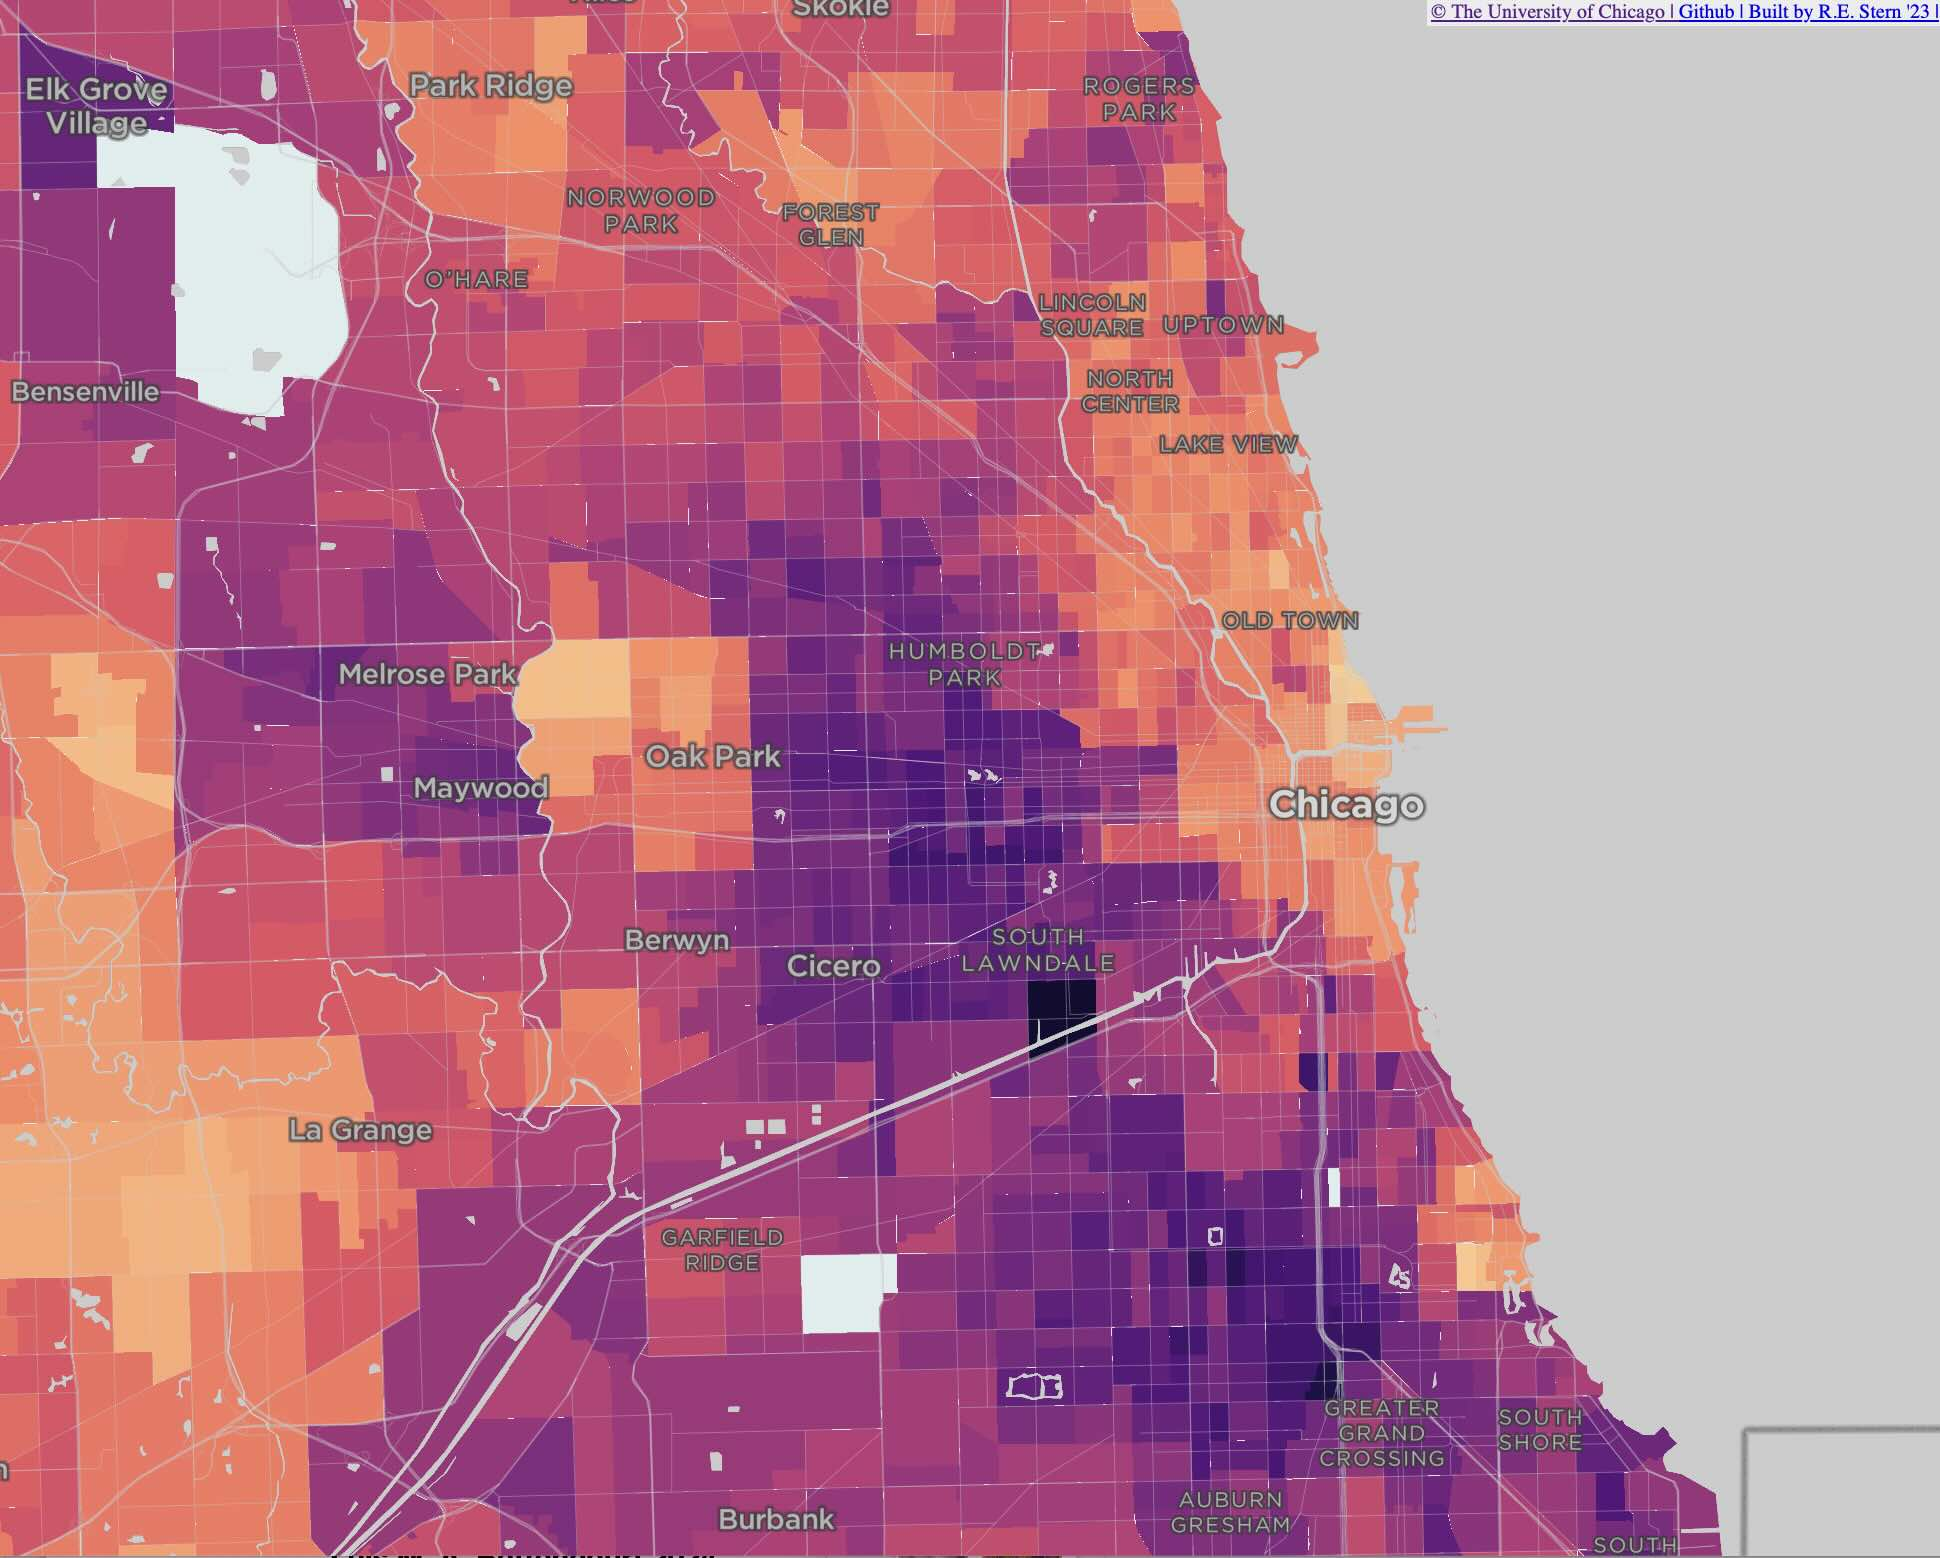 Skokie
© The University of Chicago | Github | Built by R.E. Stern '23 |
Elk Grove
Village
Park Ridge
ROGERS
PARK
NORWOOD
PARK
FOREST
GLEN
O'HARE
LINCOLN
SQUARE
UPTOWN
Bensenville
NORTH
CENTER
LAKE VIEW
OLD TOWN
HUMBOLDT
PARK
Melrose Park
Oak Park
Maywood
Chicago
Berwyn
Cicero
SOUTH
LAWNDALE
La Grange
GARFIELD
RIDGE
GREATER
GRAND
CROSSING
SOUTH
SHORE
AUBURN
GRESHAM
Burbank
SOUTH